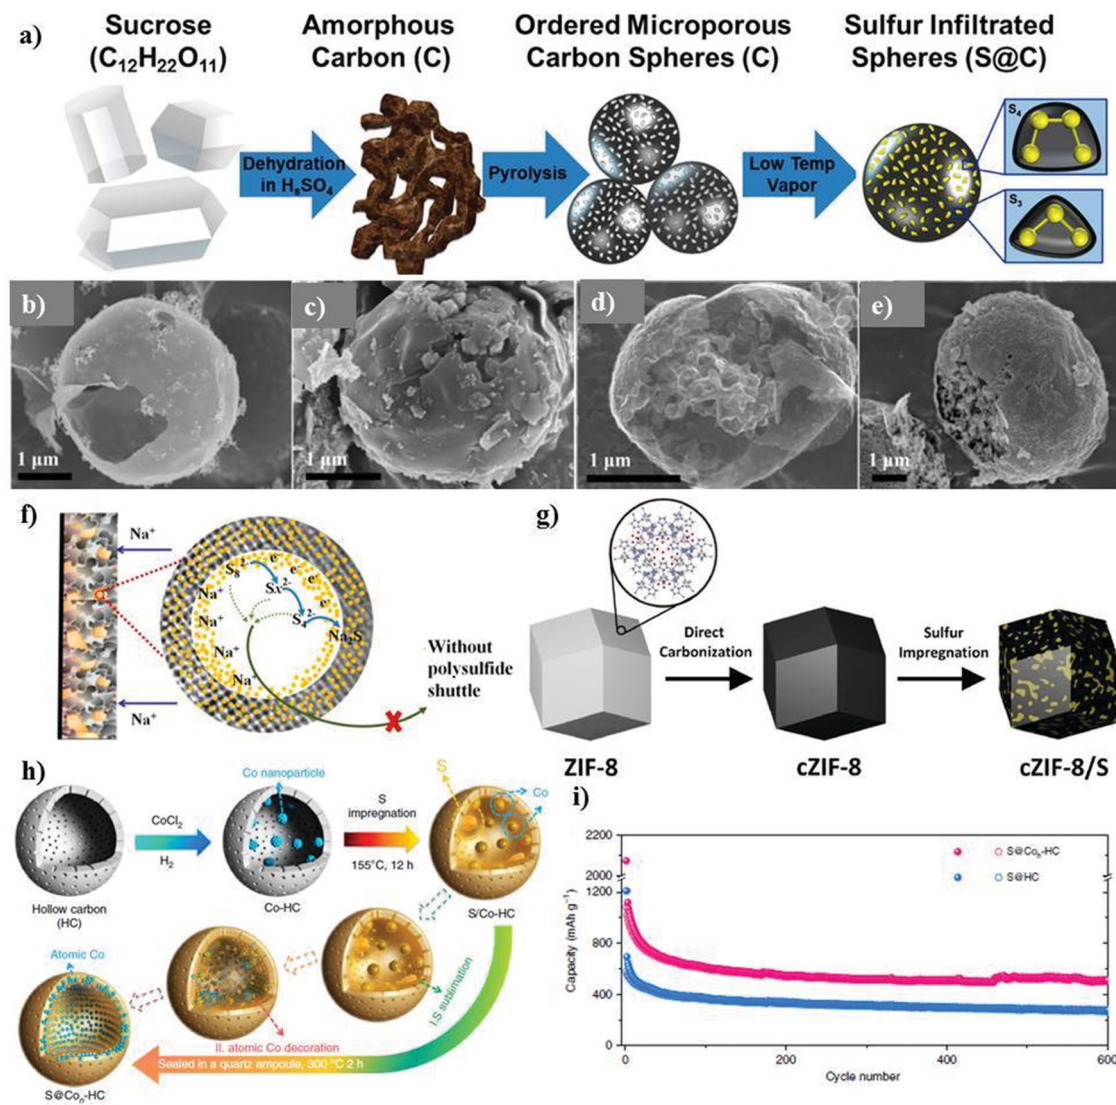 a)
Sucrose
(C₁₂H₂₂O₁₁)
Amorphous
Carbon (C)
Ordered Microporous
Carbon Spheres (C)
Sulfur Infiltrated
Spheres (S@C)
Dehydration
in HₛSO₄
Pyrolysis
Low Temp
Vapor
S₄
S₃
b)
1 μm
c)
1 μm
d)
1 μm
e)
1 μm
f)
Na⁺
Na⁺
S₈²⁻
Sx²⁻
S₄²⁻
Na₂S
e⁻
e⁻
e⁻
e⁻
Na⁺
Na⁺
Na⁺
Na⁺
Without
polysulfide
shuttle
g)
Direct
Carbonization
Sulfur
Impregnation
ZIF-8
cZIF-8
cZIF-8/S
h)
Hollow carbon
(HC)
CoCl₂
H₂
Co nanoparticle
Co-HC
S
impregnation
155°C, 12 h
S
Co
S/Co-HC
I.S sublimation
II. atomic Co decoration
Sealed in a quartz ampoule, 300 °C 2 h
Atomic Co
S@Coₙ-HC
i)
Capacity (mAh g⁻¹)
2200
2000
1200
800
400
0
0
200
400
600
Cycle number
S@Coₙ-HC
S@HC